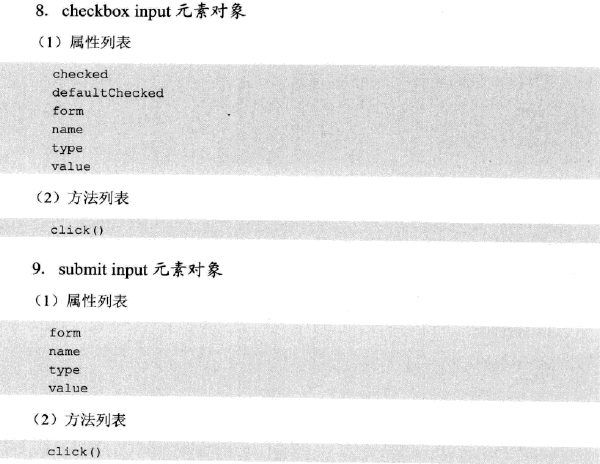 8. checkbox input 元素对象
（1）属性列表
checked
defaultChecked
form
name
type
value
（2）方法列表
click()
9. submit input 元素对象
（1）属性列表
form
name
type
value
（2）方法列表
click()